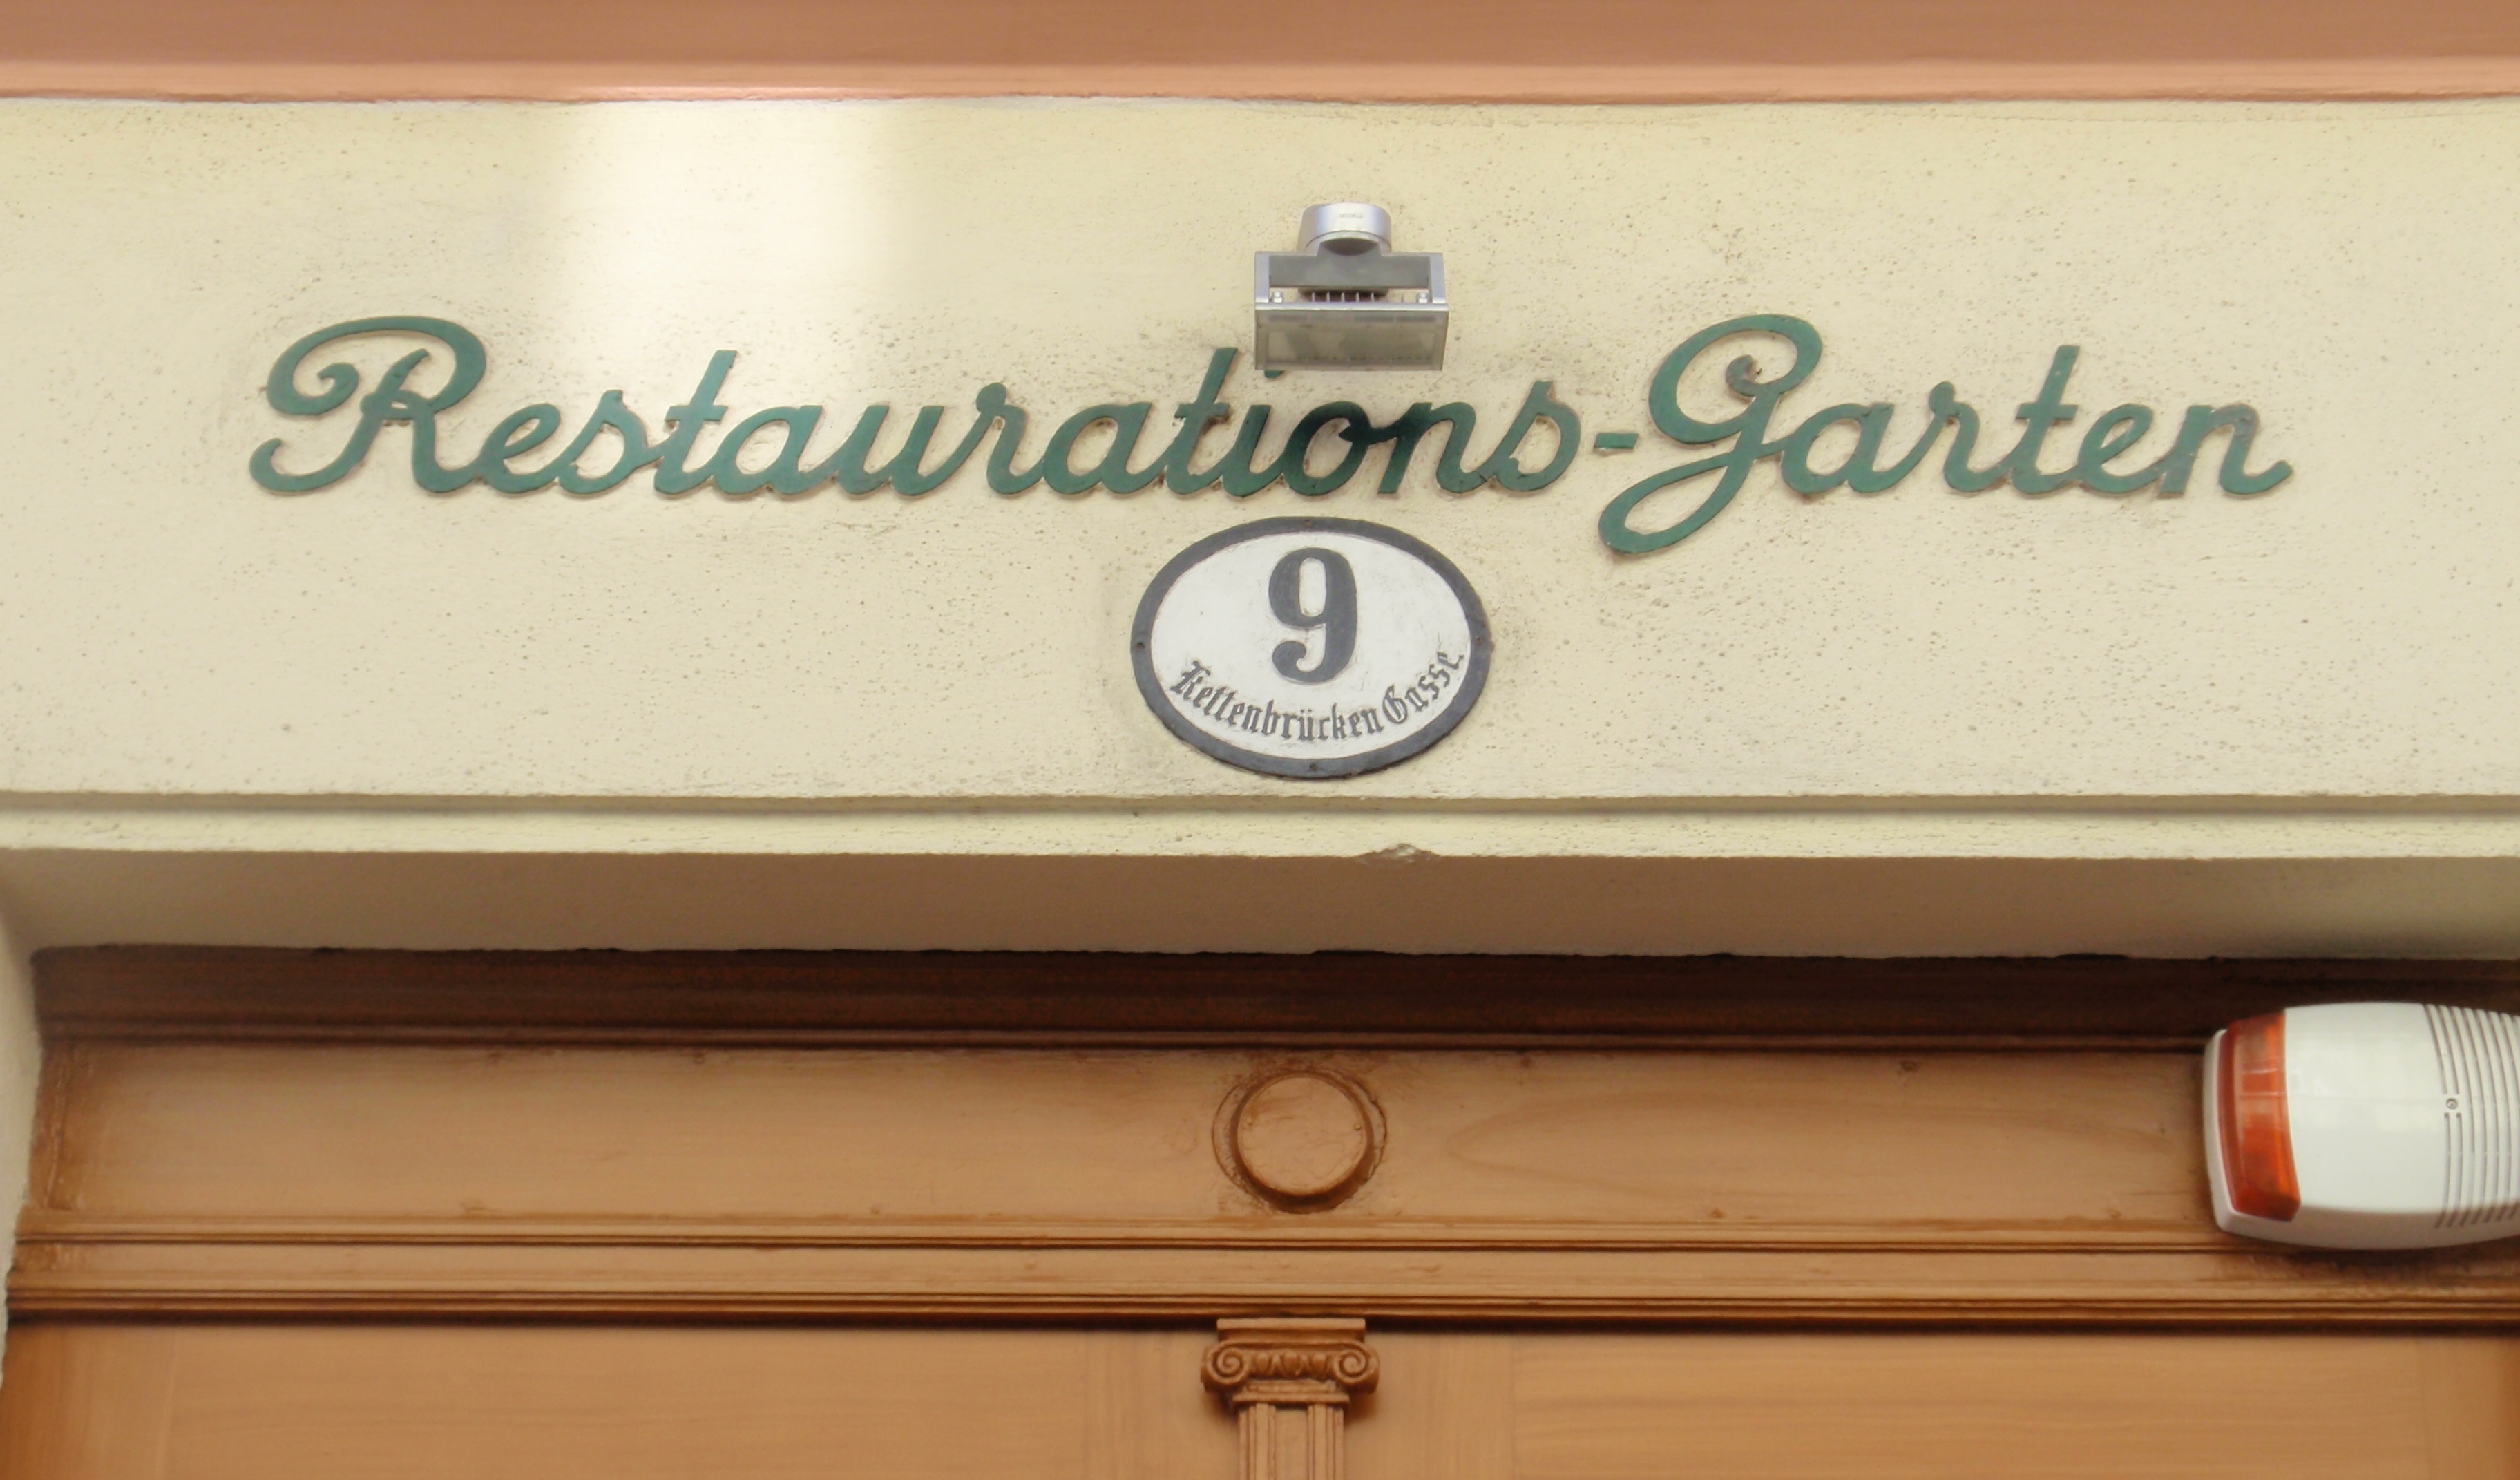 Restaurations-Garten
9
Kettenbrücken Gasse